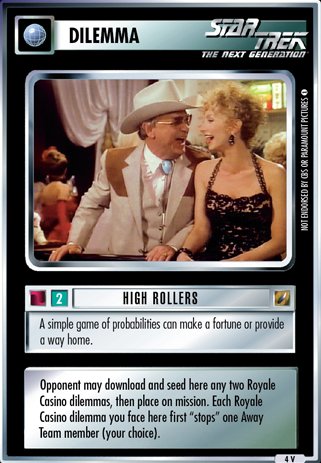 DILEMMA
STAR TREK
THE NEXT GENERATION
NOT ENDORSED BY CBS OR PARAMOUNT PICTURES
2
HIGH ROLLERS
A simple game of probabilities can make a fortune or provide
a way home.
Opponent may download and seed here any two Royale
Casino dilemmas, then place on mission. Each Royale
Casino dilemma you face here first "stops" one Away
Team member (your choice).
4 V